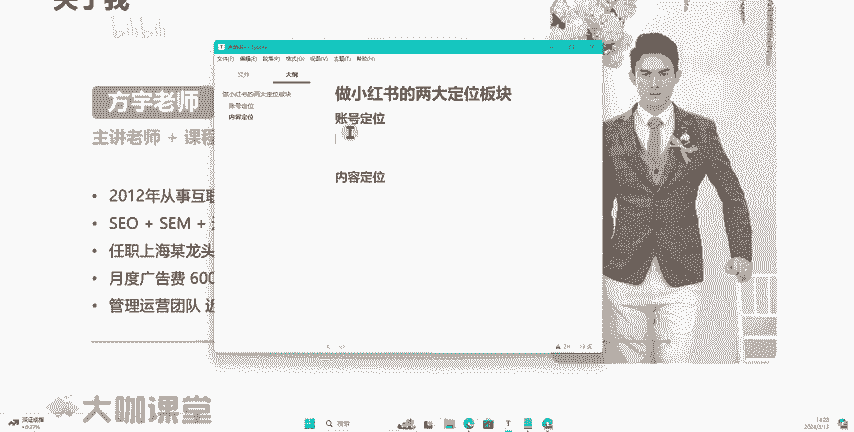 关于我
方宇老师
主讲老师 + 课程
• 2012年从事互联
• SEO + SEM +
• 任职上海某龙头
• 月度广告费 600
• 管理运营团队 近
大咖课堂
文件(F) 编辑(E) 段落(P) 格式(O) 视图(V) 主题(T) 帮助(H)
文件 大纲
做小红书的两大定位板块
账号定位
内容定位
做小红书的两大定位板块
账号定位
内容定位
搜索